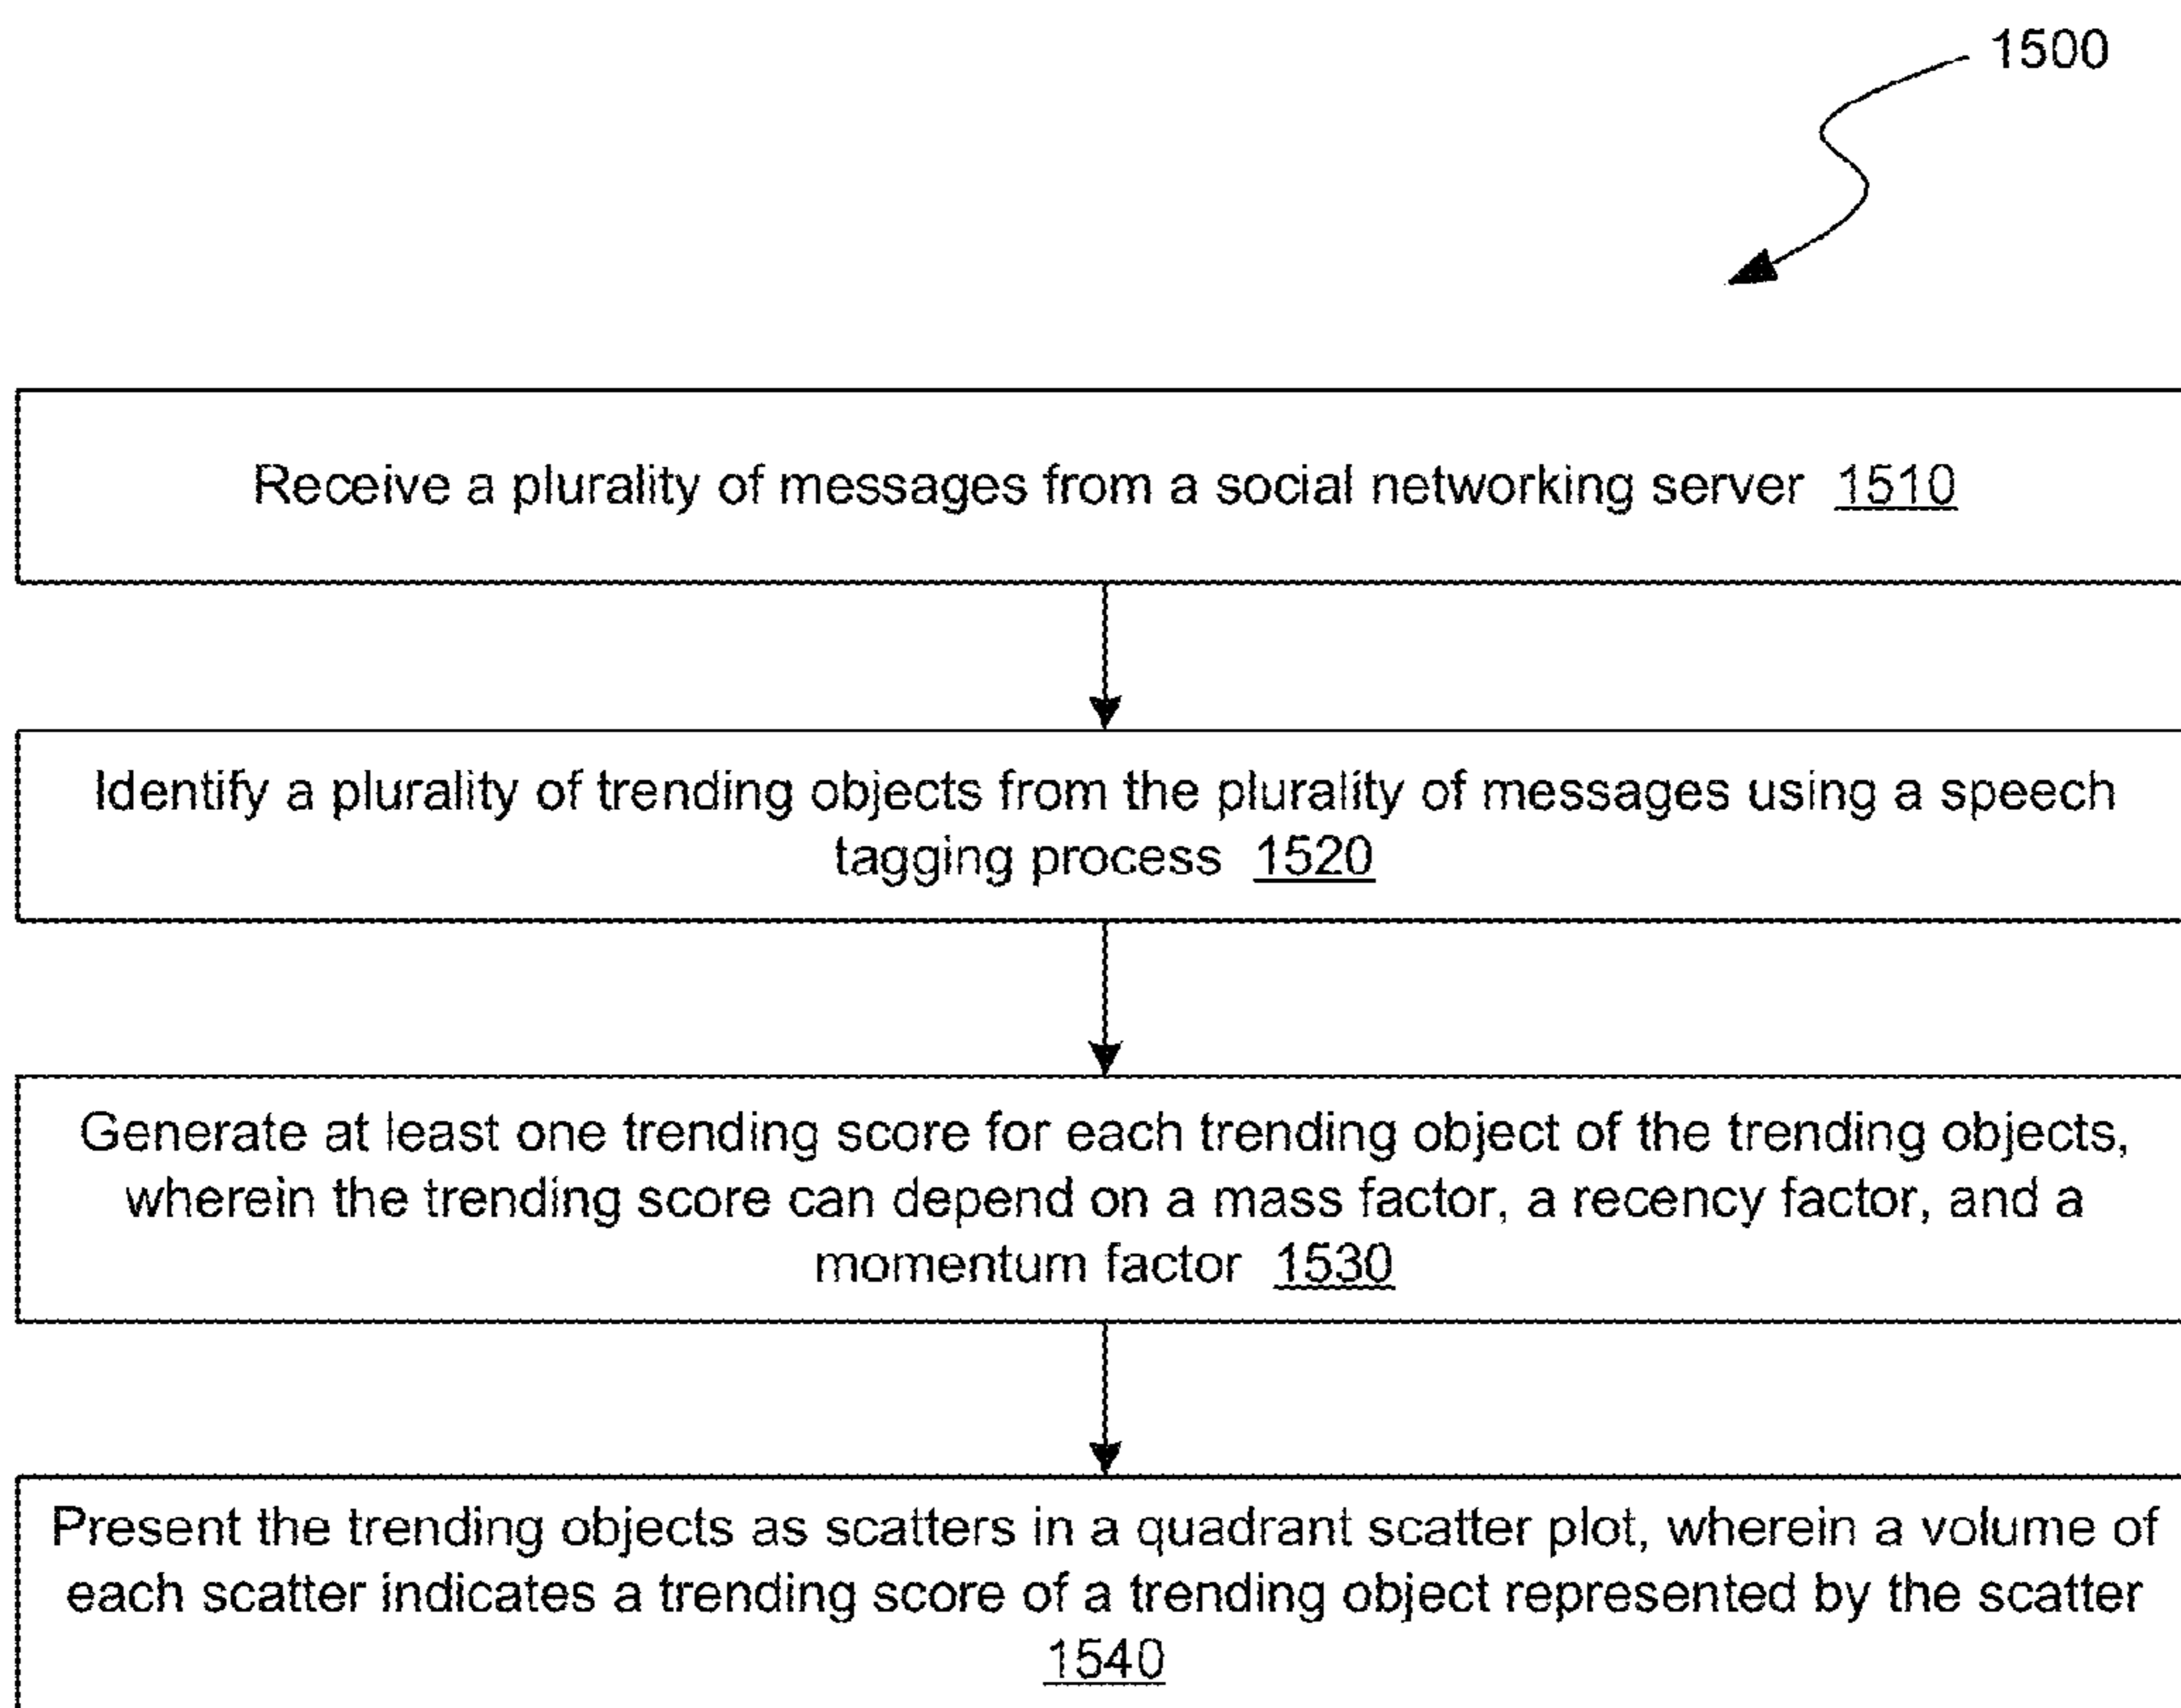 1500
Receive a plurality of messages from a social networking server 1510
Identify a plurality of trending objects from the plurality of messages using a speech
tagging process 1520
Generate at least one trending score for each trending object of the trending objects,
wherein the trending score can depend on a mass factor, a recency factor, and a
momentum factor 1530
Present the trending objects as scatters in a quadrant scatter plot, wherein a volume of
each scatter indicates a trending score of a trending object represented by the scatter
1540